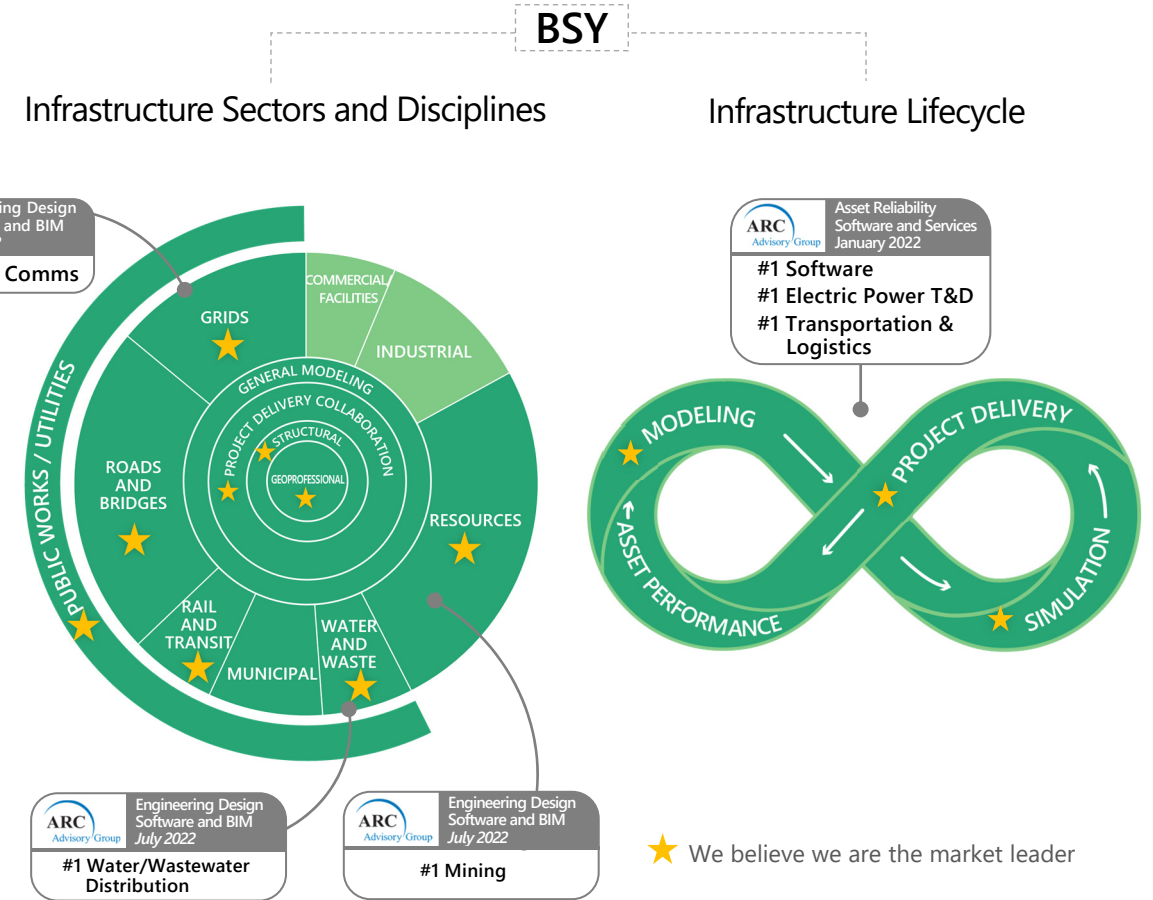 BSY
Infrastructure Sectors and Disciplines
Infrastructure Lifecycle
ing Design
and BIM
Comms
ARC
Advisory Group
Asset Reliability
Software and Services
January 2022
#1 Software
#1 Electric Power T&D
#1 Transportation &
Logistics
PUBLIC WORKS / UTILITIES
GRIDS
COMMERCIAL/
FACILITIES
INDUSTRIAL
GENERAL MODELING
PROJECT DELIVERY COLLABORATION
STRUCTURAL
GEOPROFESSIONAL
ROADS
AND
BRIDGES
RESOURCES
RAIL
AND
TRANSIT
MUNICIPAL
WATER
AND
WASTE
MODELING
PROJECT DELIVERY
ASSET PERFORMANCE
SIMULATION
ARC
Advisory Group
Engineering Design
Software and BIM
July 2022
#1 Water/Wastewater
Distribution
ARC
Advisory Group
Engineering Design
Software and BIM
July 2022
#1 Mining
We believe we are the market leader